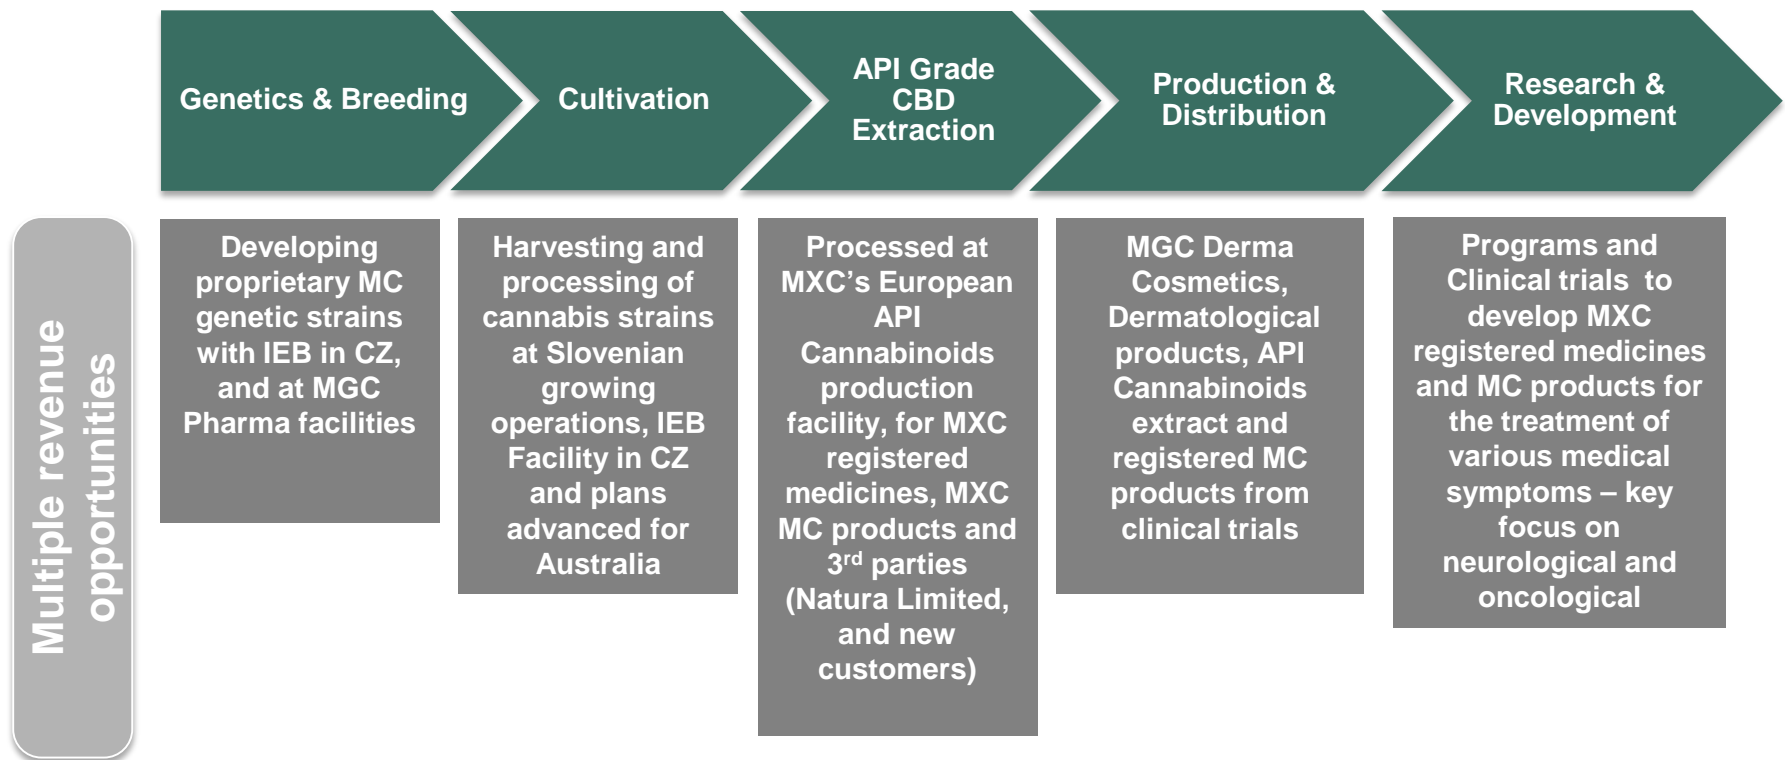 Genetics & Breeding
Cultivation
API Grade
CBD
Extraction
Production &
Distribution
Research &
Development
Multiple revenue
opportunities
Developing
proprietary MC
genetic strains
with IEB in CZ,
and at MGC
Pharma facilities
Harvesting and
processing of
cannabis strains
at Slovenian
growing
operations, IEB
Facility in CZ
and plans
advanced for
Australia
Processed at
MXC’s European
API
Cannabinoids
production
facility, for MXC
registered
medicines, MXC
MC products and
3rd parties
(Natura Limited,
and new
customers)
MGC Derma
Cosmetics,
Dermatological
products, API
Cannabinoids
extract and
registered MC
products from
clinical trials
Programs and
Clinical trials  to
develop MXC
registered medicines
and MC products for
the treatment of
various medical
symptoms – key
focus on
neurological and
oncological